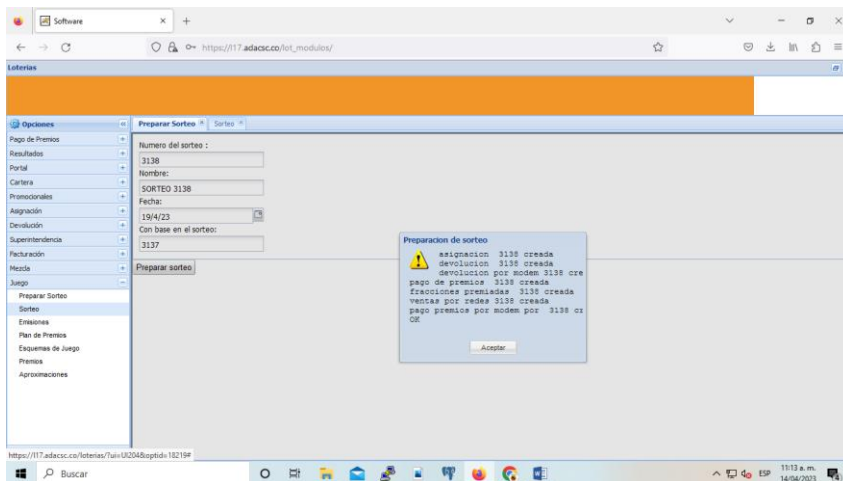 Software
https://l17.adacsc.co/lot_modulos/
Loterias
Opciones
Pago de Premios
Resultados
Portal
Cartera
Promocionales
Asignación
Devolución
Superintendencia
Facturación
Mezcla
Juego
Preparar Sorteo
Sorteo
Emisiones
Plan de Premios
Esquemas de Juego
Premios
Aproximaciones
Preparar Sorteo
Sorteo
Numero del sorteo :
3138
Nombre:
SORTEO 3138
Fecha:
19/4/23
Con base en el sorteo:
3137
Preparar sorteo
Preparacion de sorteo
asignacion 3138 creada
devolucion 3138 creada
devolucion por modem 3138 cre
pago de premios 3138 creada
fracciones premiadas 3138 creada
ventas por redes 3138 creada
pago premios por modem por 3138 cr
OK
Aceptar
https://l17.adacsc.co/loterias/?ui=UI204&optid=18219#
Buscar
ESP
11:13 a. m.
14/04/2023